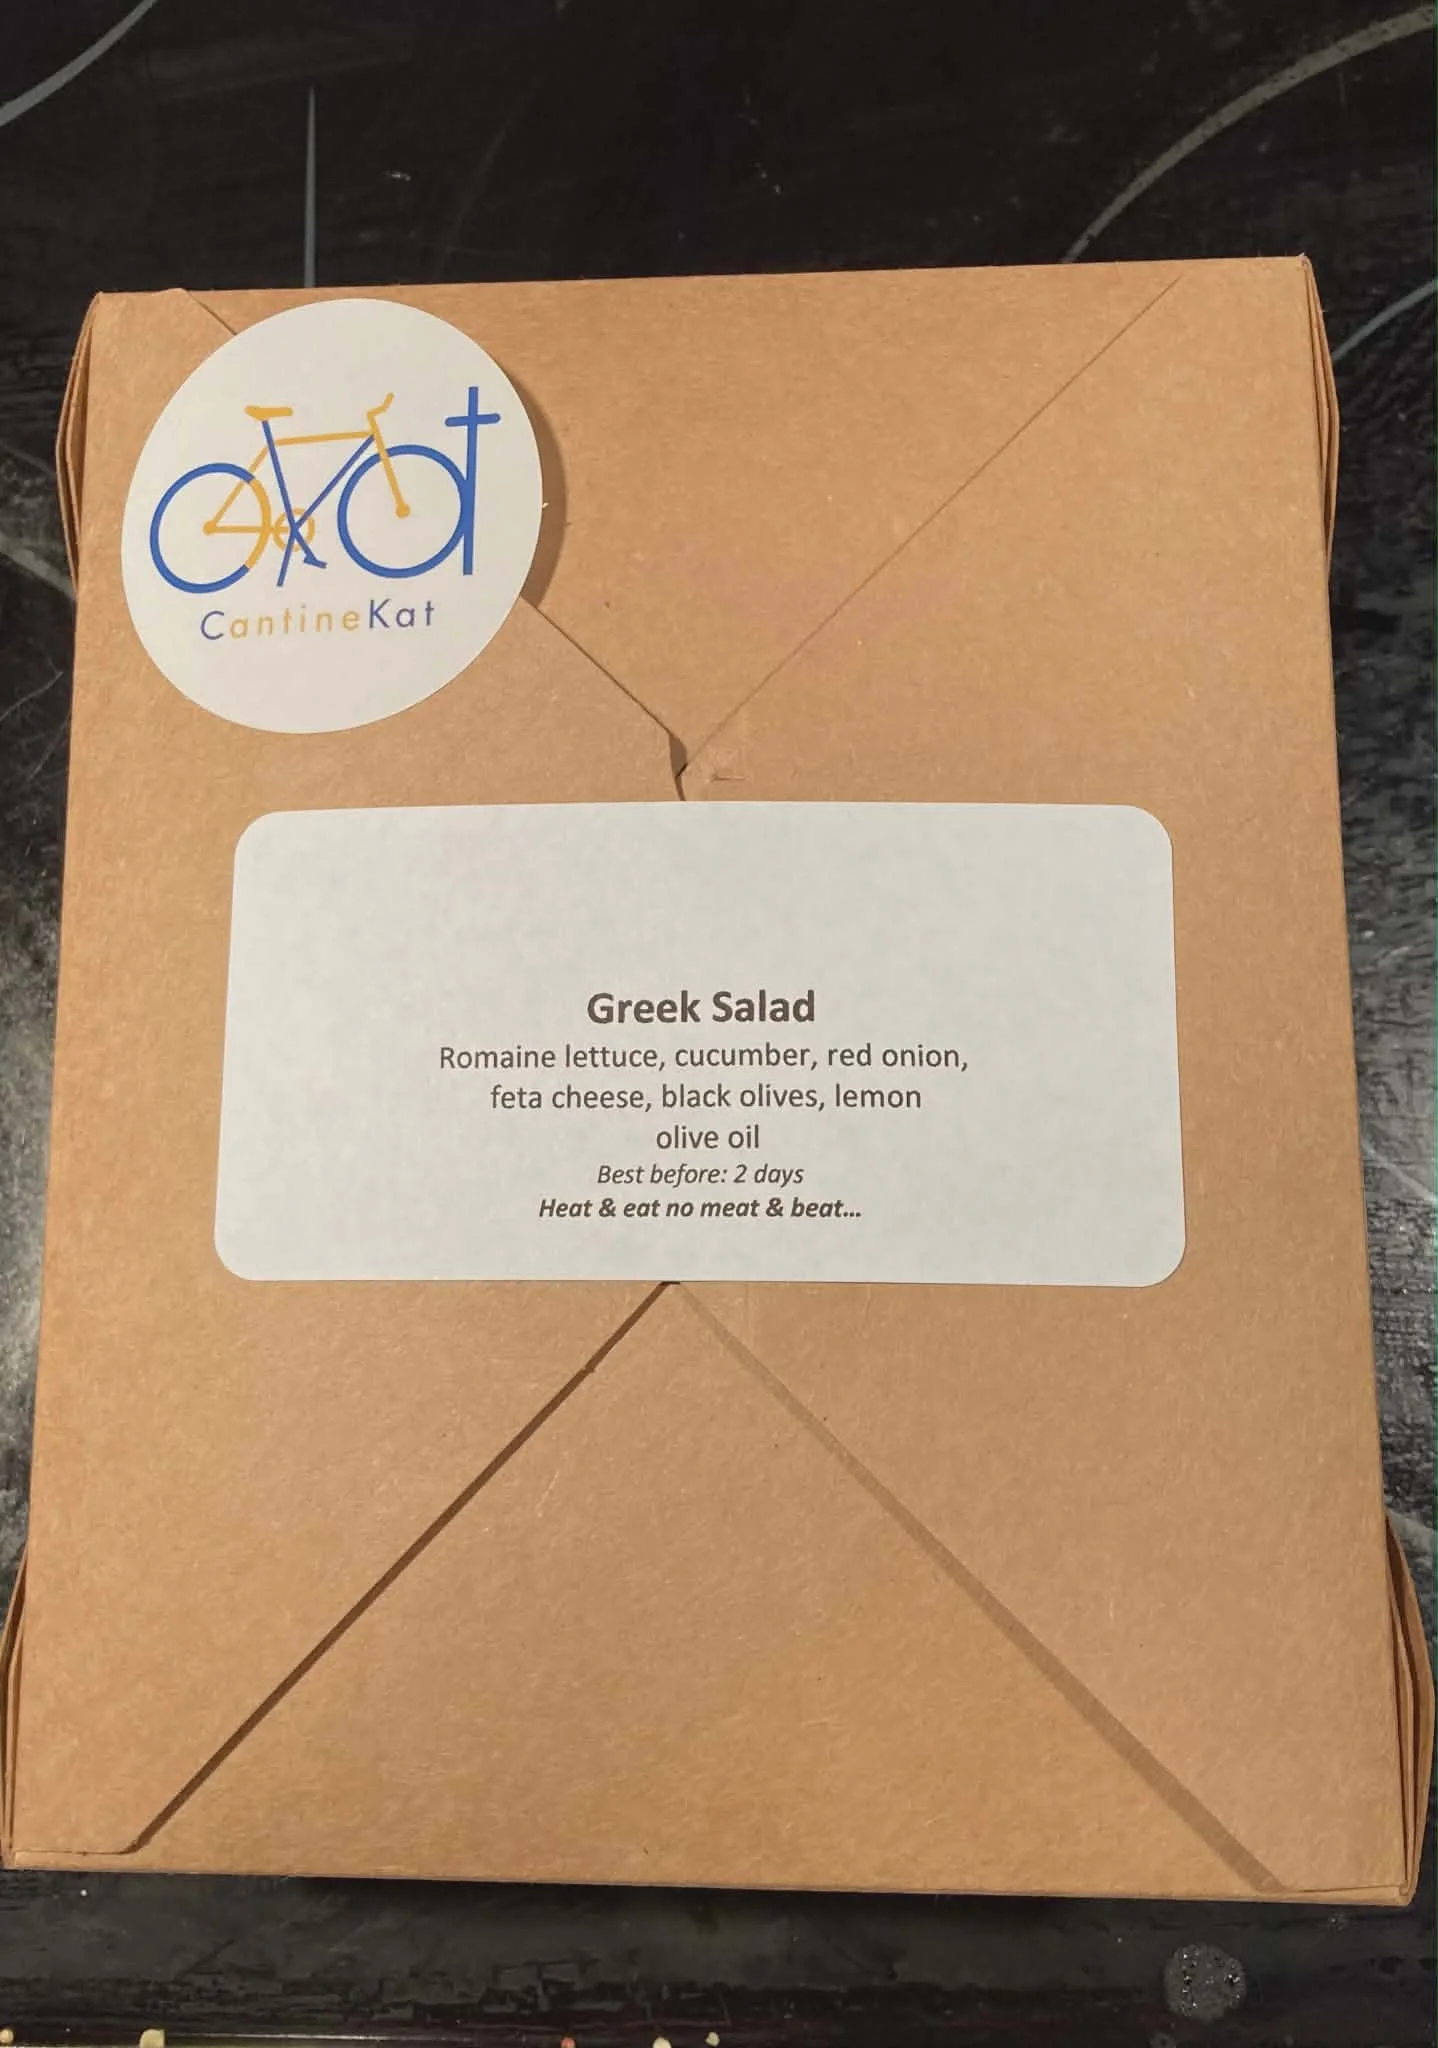 Kat
CantineKat
Greek Salad
Romaine lettuce, cucumber, red onion,
feta cheese, black olives, lemon
olive oil
Best before: 2 days
Heat & eat no meat & beat...